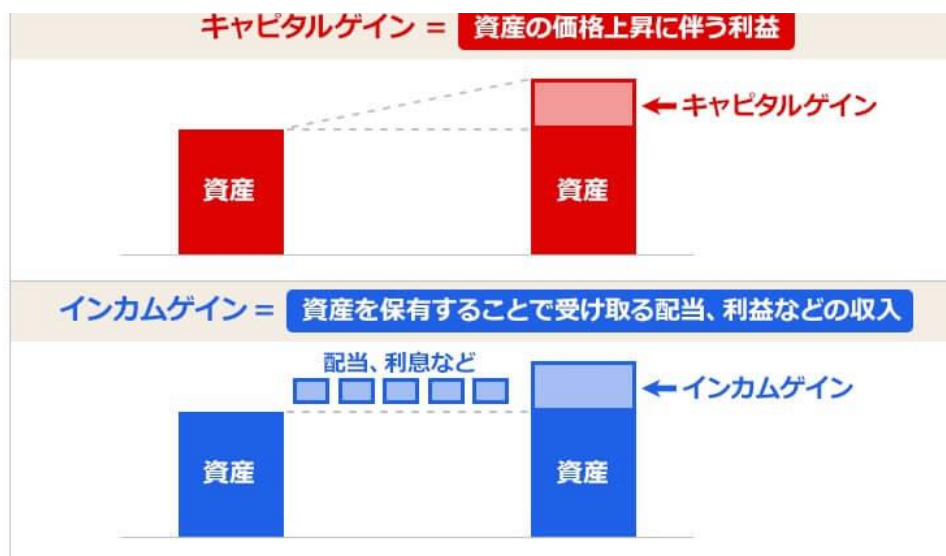 キャピタルゲイン = 資産の価格上昇に伴う利益
←キャピタルゲイン
資産
資産
インカムゲイン = 資産を保有することで受け取る配当、利益などの収入
配当、利息など
←インカムゲイン
資産
資産